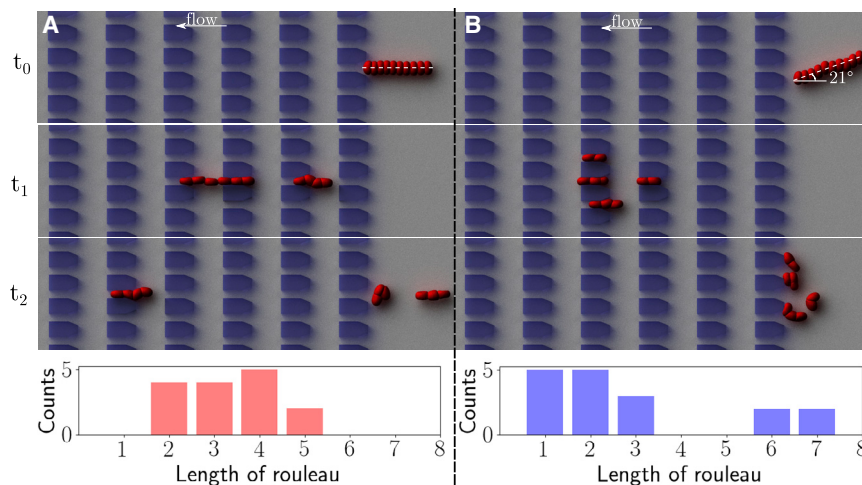 A
flow
B
flow
t0
21°
t1
t2
5
0
Counts
1 2 3 4 5 6 7 8
Length of rouleau
5
0
Counts
1 2 3 4 5 6 7 8
Length of rouleau